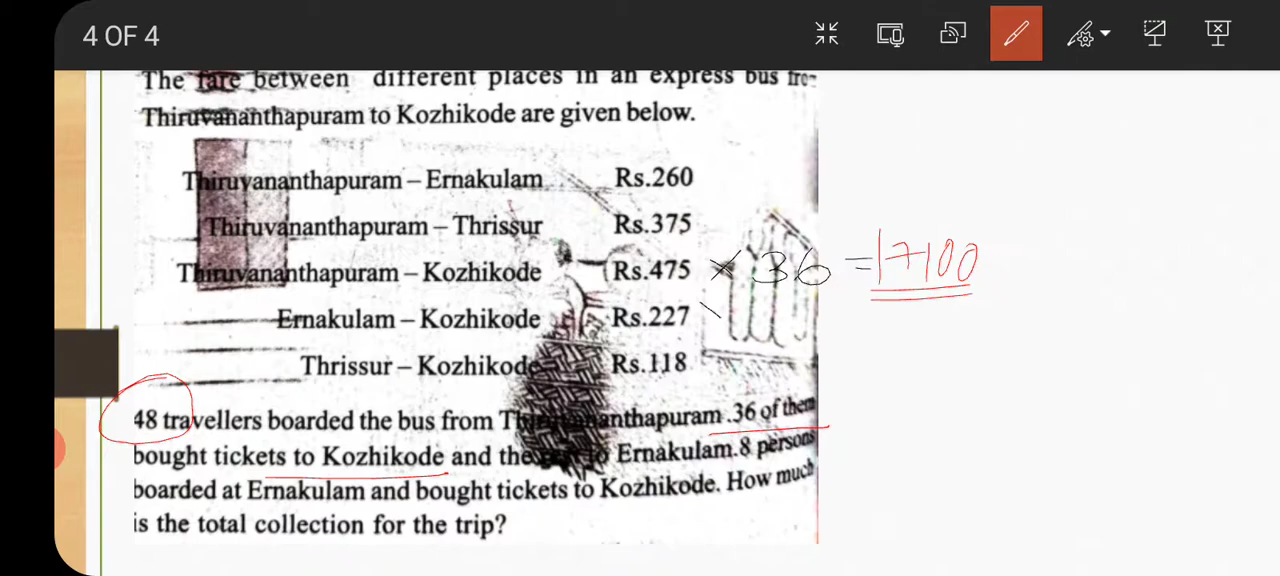 4 OF 4
The fare between different places in an express bus fro
Thiruvananthapuram to Kozhikode are given below.
Thiruvananthapuram – Ernakulam Rs.260
Thiruvananthapuram – Thrissur Rs.375
Thiruvananthapuram – Kozhikode Rs.475 × 36 = 17100
Ernakulam – Kozhikode Rs.227
Thrissur – Kozhikode Rs.118
48 travellers boarded the bus from Thiruvananthapuram .36 of them
bought tickets to Kozhikode and the to Ernakulam.8 persons
boarded at Ernakulam and bought tickets to Kozhikode. How much
is the total collection for the trip?